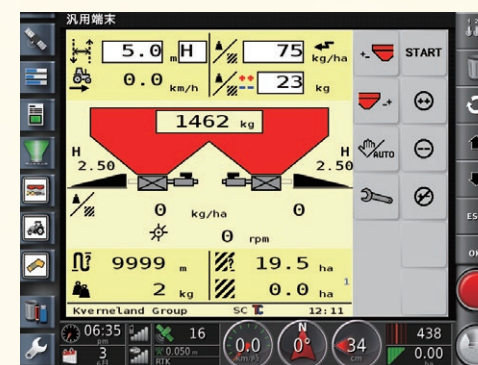 汎用端末
5.0 m H 75 kg/ha
0.0 km/h 23 kg
START
1462 kg
H H
2.50 2.50
AUTO
0 kg/ha 0
0 rpm
9999 m 19.5 ha
2 kg 0.0 ha 1
Kverneland Group SC 12:11
ESC
OK
06:35 pm 16 0.0 N 0° 34 cm 438
3 0.050 m RTK 0.00 ha